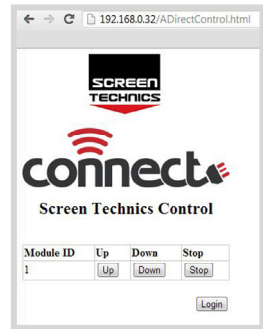 192.168.0.32/ADirectControl.html
SCREEN
TECHNICS
connect
Screen Technics Control
Module ID Up Down Stop
1 Up Down Stop
Login